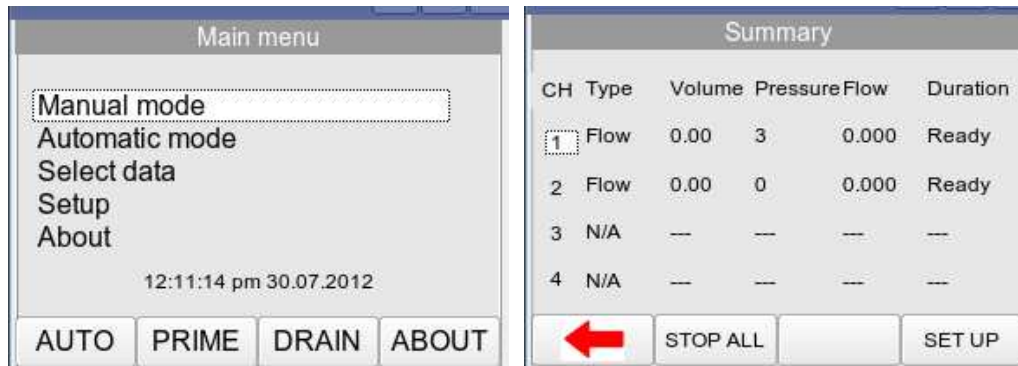 Main menu
Manual mode
Automatic mode
Select data
Setup
About
12:11:14 pm 30.07.2012
AUTO PRIME DRAIN ABOUT
Summary
CH Type Volume Pressure Flow Duration
1 Flow 0.00 3 0.000 Ready
2 Flow 0.00 0 0.000 Ready
3 N/A --- --- --- ---
4 N/A --- --- --- ---
STOP ALL SET UP